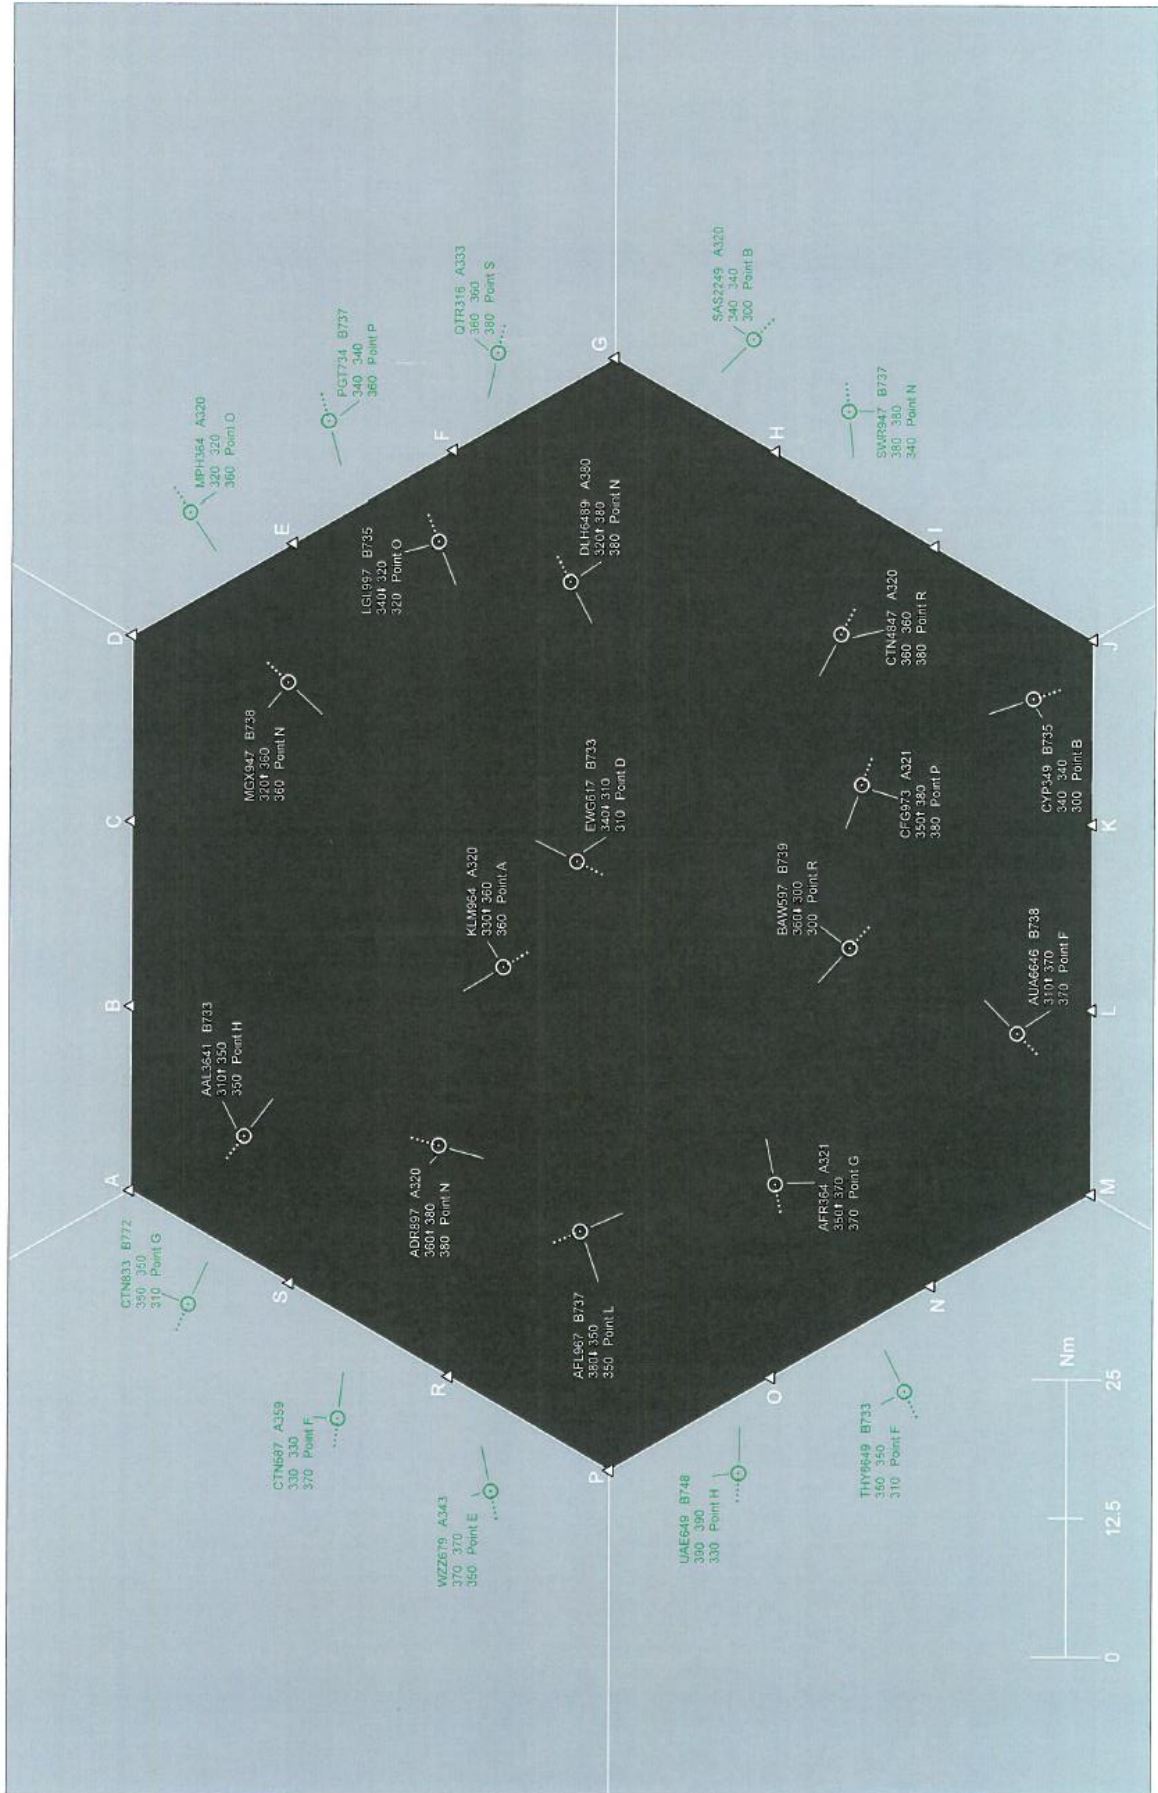 A
B
C
D
CTN833 B772
350 350
310 Point G
AAL3641 B733
310↑ 350
350 Point H
MGX947 B738
320↑ 360
360 Point N
MPH364 A320
320 320
360 Point O
S
E
CTN587 A359
330 330
370 Point F
PGT734 B737
340 340
360 Point P
LGL997 B735
340↓ 320
320 Point O
R
F
WZZ679 A343
370 370
350 Point E
ADR897 A320
360↑ 380
380 Point N
KLM964 A320
330↑ 360
360 Point A
QTR316 A333
360 360
380 Point S
P
G
AFL967 B737
380↓ 350
350 Point L
EWG617 B733
340↓ 310
310 Point D
DLH6489 A380
320↑ 380
380 Point N
UAE649 B748
390 390
330 Point H
SAS2249 A320
340 340
300 Point B
O
H
AFR364 A321
350↑ 370
370 Point G
BAW597 B739
360↓ 300
300 Point R
CTN4847 A320
360 360
380 Point R
THY6649 B733
350 350
310 Point F
CFG973 A321
350↑ 380
380 Point P
SWR947 B737
380 380
340 Point N
N
I
AUA6646 B738
310↑ 370
370 Point F
CYP349 B735
340 340
300 Point B
M
L
K
J
Nm
0 12.5 25